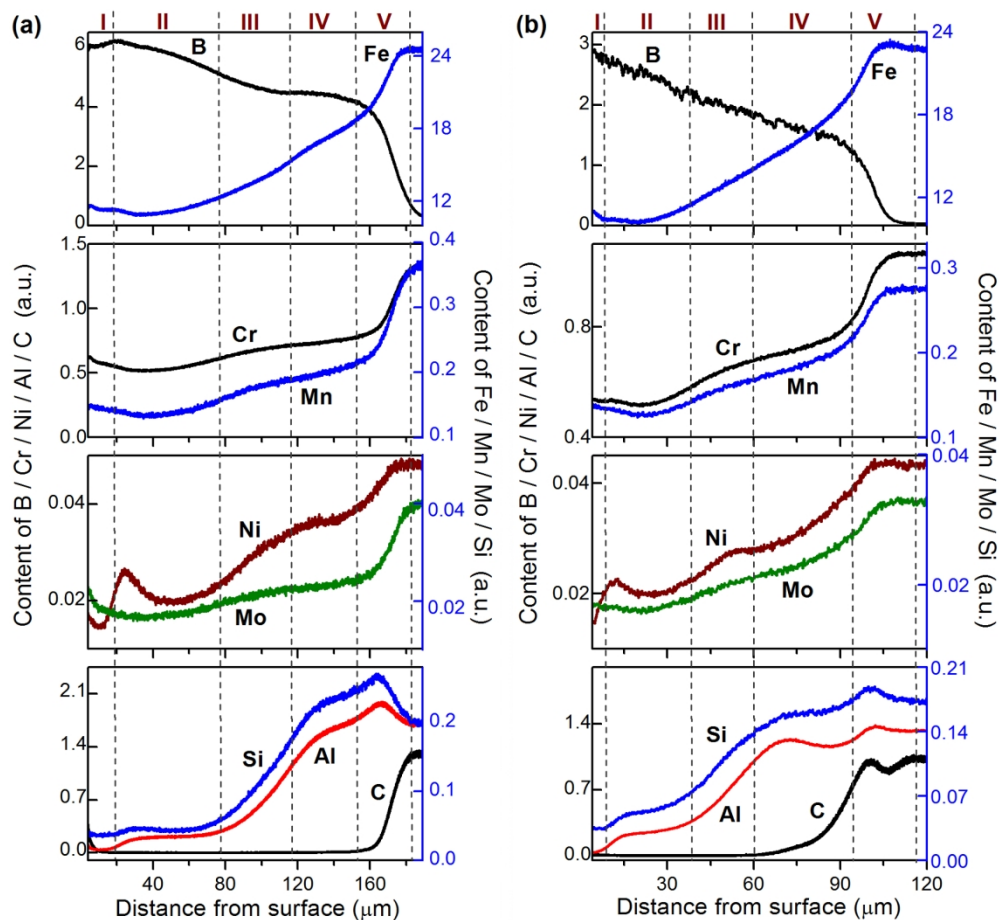 (a) I II III IV V (b) I II III IV V
6 B Fe 24 3 B Fe 24
4 18 2 18
2 12 1 12
0 0
1.5 0.4
1.0 Cr 0.3 0.8 Cr 0.3
0.5 Mn 0.2 Mn 0.2
0.0 0.1 0.4 0.1
Content of B / Cr / Ni / Al / C (a.u.)
Content of Fe / Mn / Mo / Si (a.u.)
Content of B / Cr / Ni / Al / C (a.u.)
Content of Fe / Mn / Mo / Si (a.u.)
0.04 Ni 0.04 0.04 Ni 0.04
0.02 Mo 0.02 0.02 Mo 0.02
2.1 0.21
1.4 Si Al 0.2 1.4 Si 0.14
0.7 C 0.1 0.7 Al C 0.07
0.0 0.0 0.0 0.00
40 80 120 160 30 60 90 120
Distance from surface (μm) Distance from surface (μm)